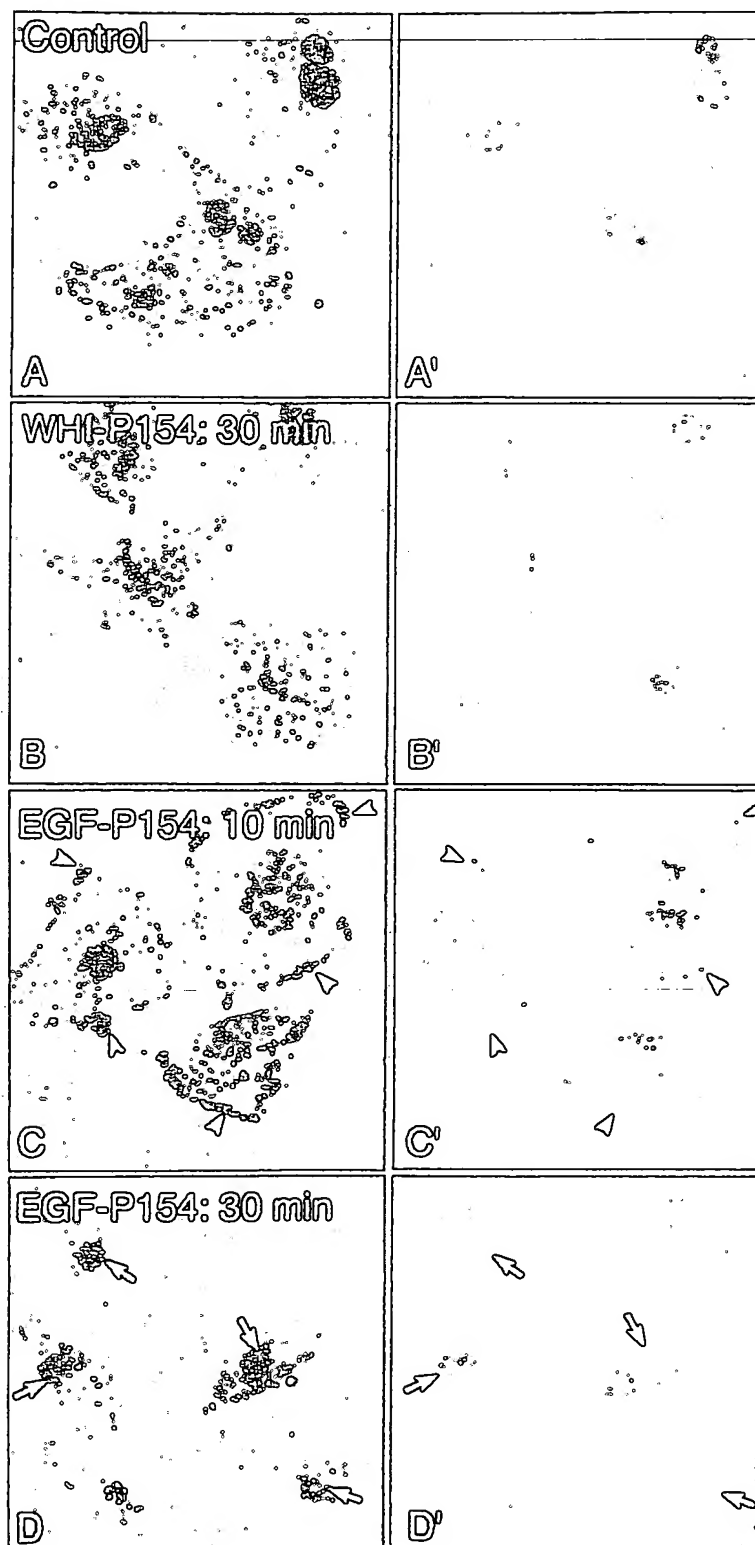 Control
A
A'
WHI-P154: 30 min
B
B'
EGF-P154: 10 min
C
C'
EGF-P154: 30 min
D
D'